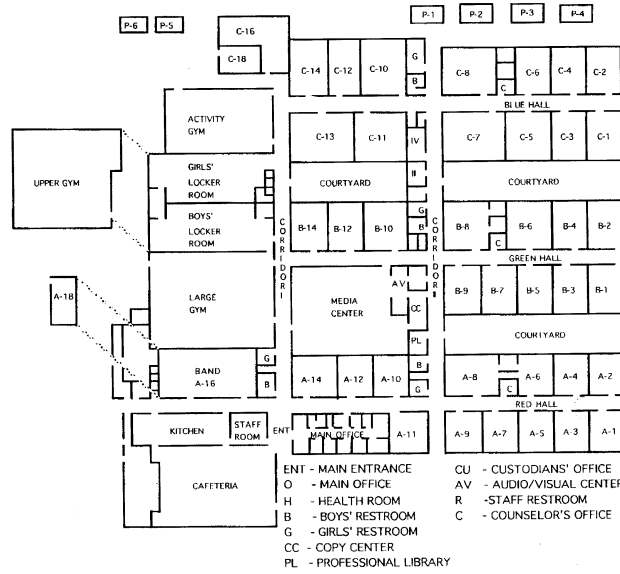 P-1 P-2 P-3 P-4
P-6 P-5
C-16
C-18
C-14 C-12 C-10 G
B
C-8 C-6 C-4 C-2
C
BLUE HALL
ACTIVITY
GYM
C-13 C-11 IV
C-7 C-5 C-3 C-1
GIRLS'
LOCKER
ROOM
II
UPPER GYM
COURTYARD
COURTYARD
BOYS'
LOCKER
ROOM
CORRIDOR I
B-14 B-12 B-10 G
B
CORRIDOR II
B-8 B-6 B-4 B-2
C
GREEN HALL
A-18
LARGE
GYM
MEDIA
CENTER
AV
CC
PL
B-9 B-7 B-5 B-3 B-1
COURTYARD
BAND
A-16
G
B
A-14 A-12 A-10 B
G
A-8 A-6 A-4 A-2
C
RED HALL
KITCHEN
STAFF
ROOM
ENT
MAIN OFFICE
A-11
A-9 A-7 A-5 A-3 A-1
CAFETERIA
ENT - MAIN ENTRANCE
O - MAIN OFFICE
H - HEALTH ROOM
B - BOYS' RESTROOM
G - GIRLS' RESTROOM
CC - COPY CENTER
PL - PROFESSIONAL LIBRARY
CU - CUSTODIANS' OFFICE
AV - AUDIO/VISUAL CENTER
R -STAFF RESTROOM
C - COUNSELOR'S OFFICE